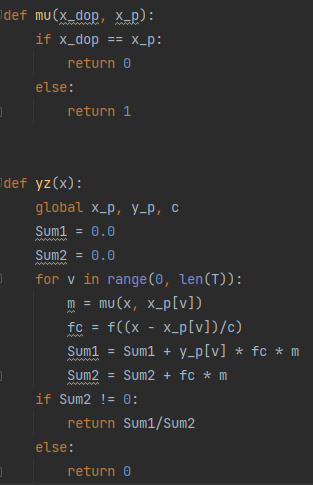 def mu(x_dop, x_p):
    if x_dop == x_p:
        return 0
    else:
        return 1
def yz(x):
    global x_p, y_p, c
    Sum1 = 0.0
    Sum2 = 0.0
    for v in range(0, len(T)):
        m = mu(x, x_p[v])
        fc = f((x - x_p[v])/c)
        Sum1 = Sum1 + y_p[v] * fc * m
        Sum2 = Sum2 + fc * m
    if Sum2 != 0:
        return Sum1/Sum2
    else:
        return 0